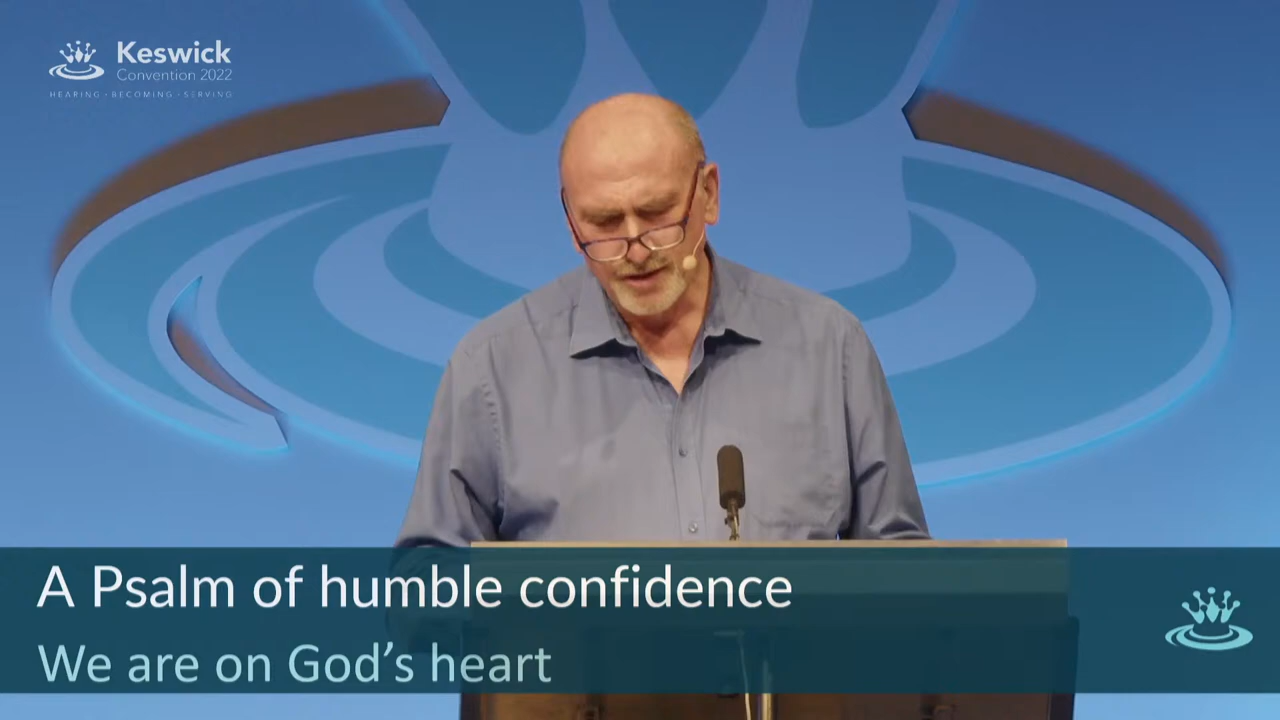 Keswick
Convention 2022
HEARING · BECOMING · SERVING
A Psalm of humble confidence
We are on God's heart